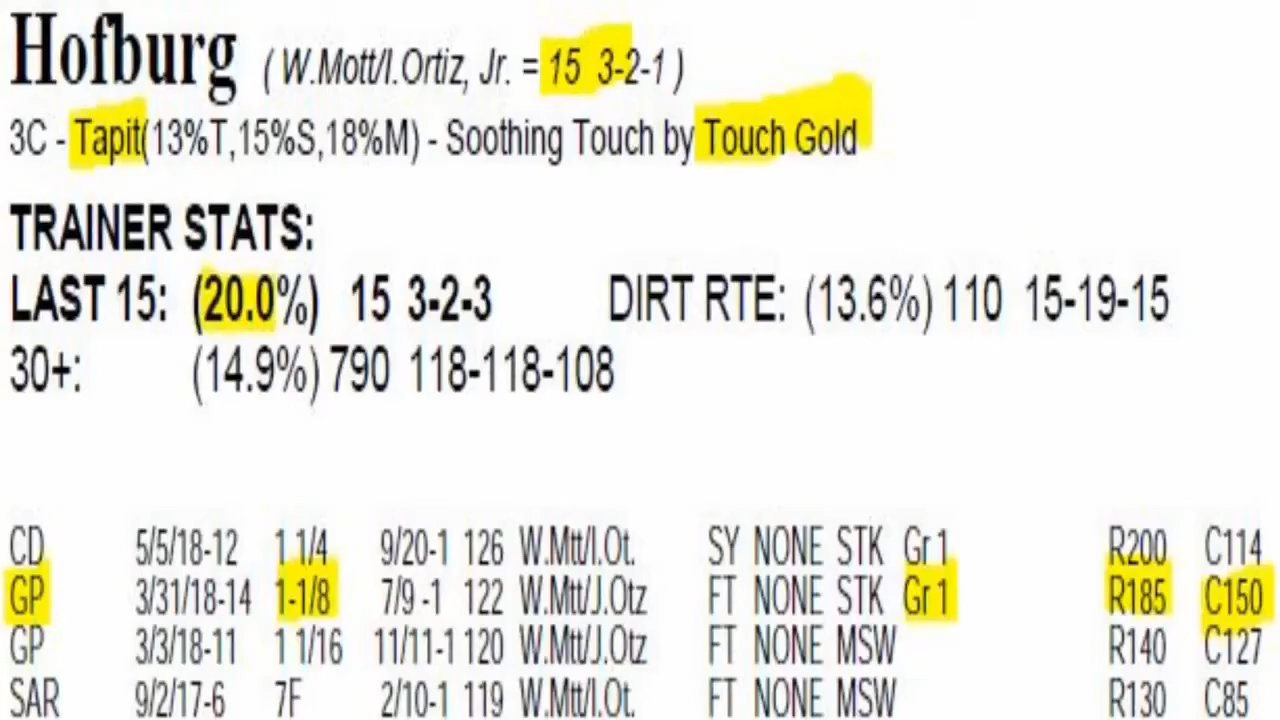 Hofburg ( W.Mott/I.Ortiz, Jr. = 15 3-2-1 )
3C - Tapit(13%T,15%S,18%M) - Soothing Touch by Touch Gold
TRAINER STATS:
LAST 15: (20.0%) 15 3-2-3 DIRT RTE: (13.6%) 110 15-19-15
30+: (14.9%) 790 118-118-108
CD 5/5/18-12 1 1/4 9/20-1 126 W.Mtt/I.Ot. SY NONE STK Gr 1 R200 C114
GP 3/31/18-14 1-1/8 7/9 -1 122 W.Mtt/J.Otz FT NONE STK Gr 1 R185 C150
GP 3/3/18-11 1 1/16 11/11-1 120 W.Mtt/J.Otz FT NONE MSW R140 C127
SAR 9/2/17-6 7F 2/10-1 119 W.Mtt/I.Ot. FT NONE MSW R130 C85